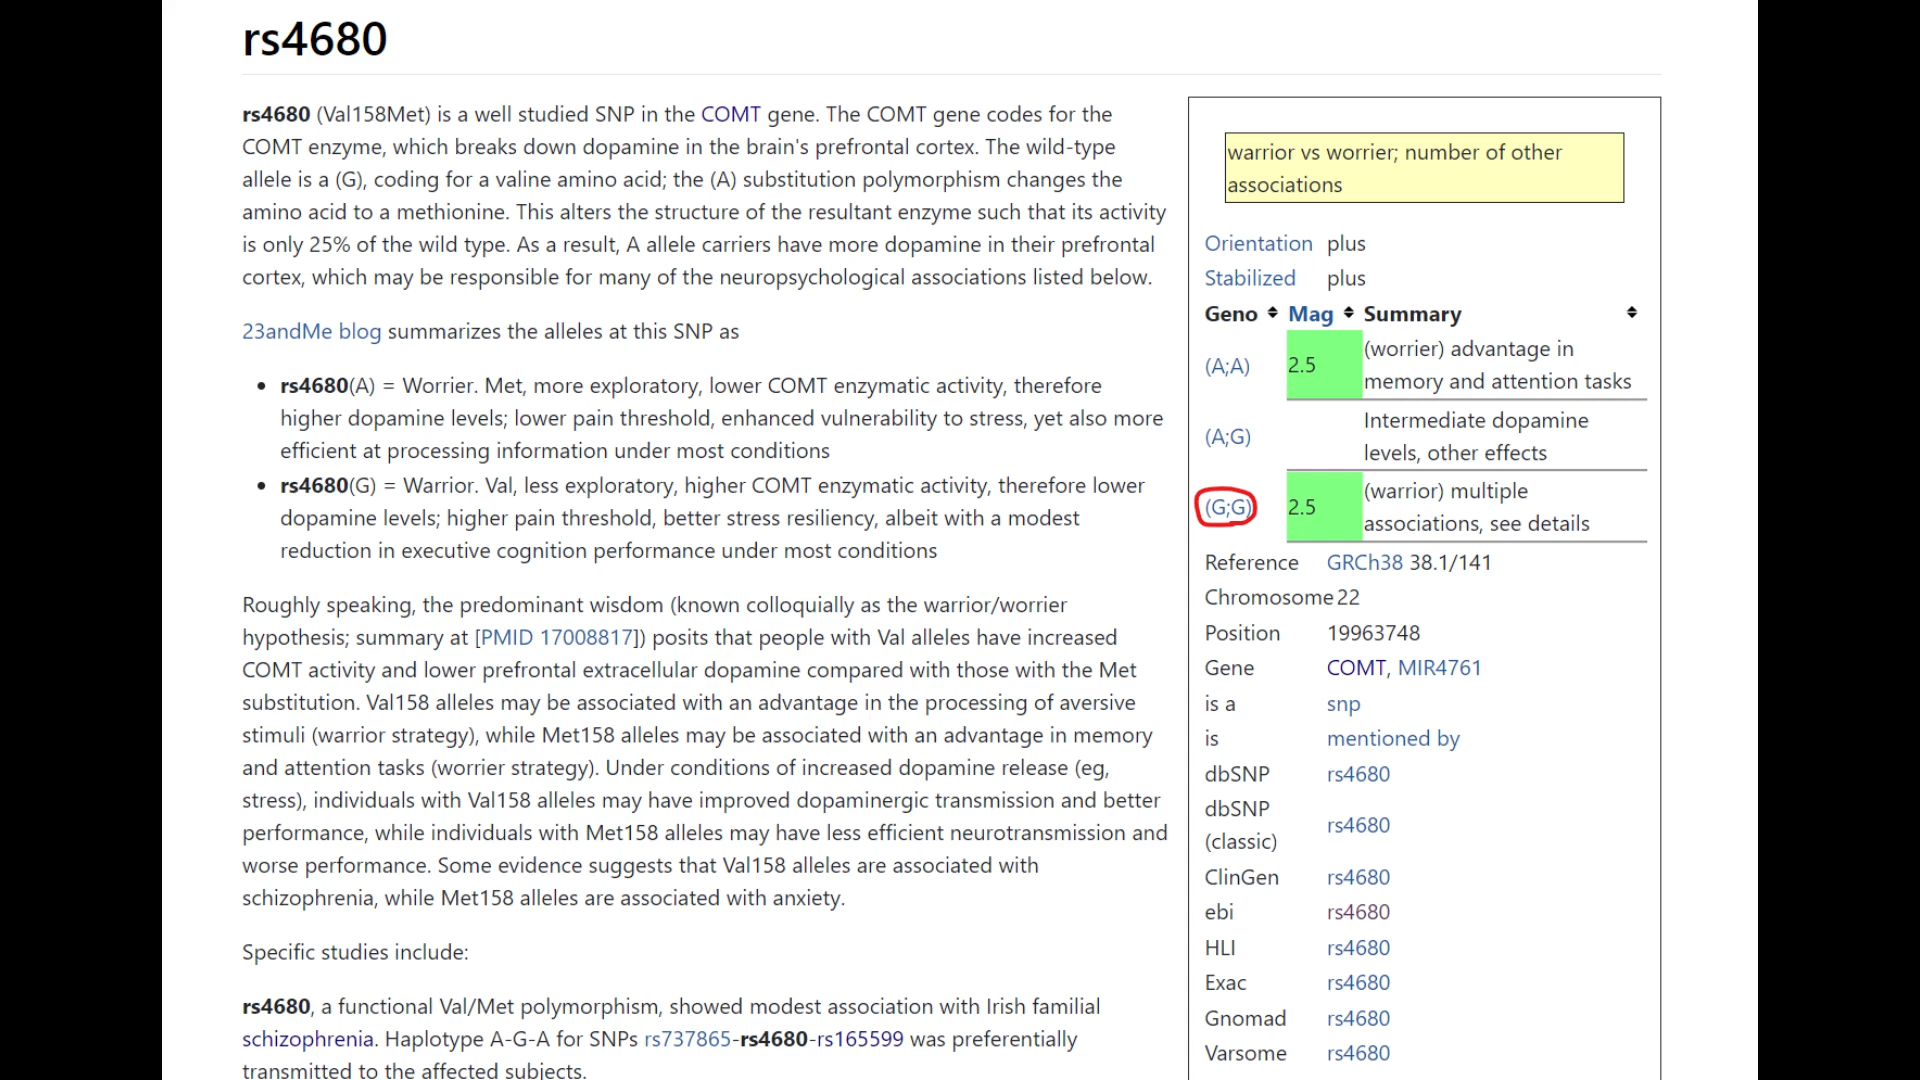 rs4680
rs4680 (Val158Met) is a well studied SNP in the COMT gene. The COMT gene codes for the
COMT enzyme, which breaks down dopamine in the brain's prefrontal cortex. The wild-type
allele is a (G), coding for a valine amino acid; the (A) substitution polymorphism changes the
amino acid to a methionine. This alters the structure of the resultant enzyme such that its activity
is only 25% of the wild type. As a result, A allele carriers have more dopamine in their prefrontal
cortex, which may be responsible for many of the neuropsychological associations listed below.
23andMe blog summarizes the alleles at this SNP as
• rs4680(A) = Worrier. Met, more exploratory, lower COMT enzymatic activity, therefore
higher dopamine levels; lower pain threshold, enhanced vulnerability to stress, yet also more
efficient at processing information under most conditions
• rs4680(G) = Warrior. Val, less exploratory, higher COMT enzymatic activity, therefore lower
dopamine levels; higher pain threshold, better stress resiliency, albeit with a modest
reduction in executive cognition performance under most conditions
Roughly speaking, the predominant wisdom (known colloquially as the warrior/worrier
hypothesis; summary at [PMID 17008817]) posits that people with Val alleles have increased
COMT activity and lower prefrontal extracellular dopamine compared with those with the Met
substitution. Val158 alleles may be associated with an advantage in the processing of aversive
stimuli (warrior strategy), while Met158 alleles may be associated with an advantage in memory
and attention tasks (worrier strategy). Under conditions of increased dopamine release (eg,
stress), individuals with Val158 alleles may have improved dopaminergic transmission and better
performance, while individuals with Met158 alleles may have less efficient neurotransmission and
worse performance. Some evidence suggests that Val158 alleles are associated with
schizophrenia, while Met158 alleles are associated with anxiety.
Specific studies include:
rs4680, a functional Val/Met polymorphism, showed modest association with Irish familial
schizophrenia. Haplotype A-G-A for SNPs rs737865-rs4680-rs165599 was preferentially
transmitted to the affected subjects.
warrior vs worrier; number of other
associations
Orientation plus
Stabilized plus
Geno Mag Summary
(A;A) 2.5 (worrier) advantage in
memory and attention tasks
(A;G) Intermediate dopamine
levels, other effects
(G;G) 2.5 (warrior) multiple
associations, see details
Reference GRCh38 38.1/141
Chromosome 22
Position 19963748
Gene COMT, MIR4761
is a snp
is mentioned by
dbSNP rs4680
dbSNP
(classic) rs4680
ClinGen rs4680
ebi rs4680
HLI rs4680
Exac rs4680
Gnomad rs4680
Varsome rs4680